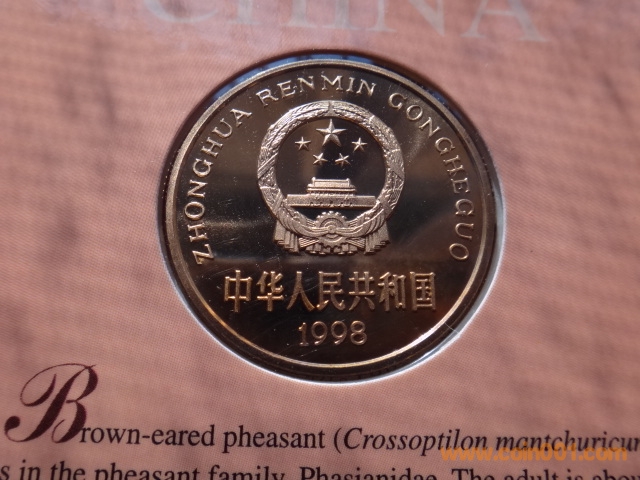 CHINA
ZHONGHUA RENMIN GONGHEGUO
中华人民共和国
1998
Brown-eared pheasant (Crossoptilon mantchuricum
s in the pheasant family, Phasianidae. The adult is abou
www.coin001.com